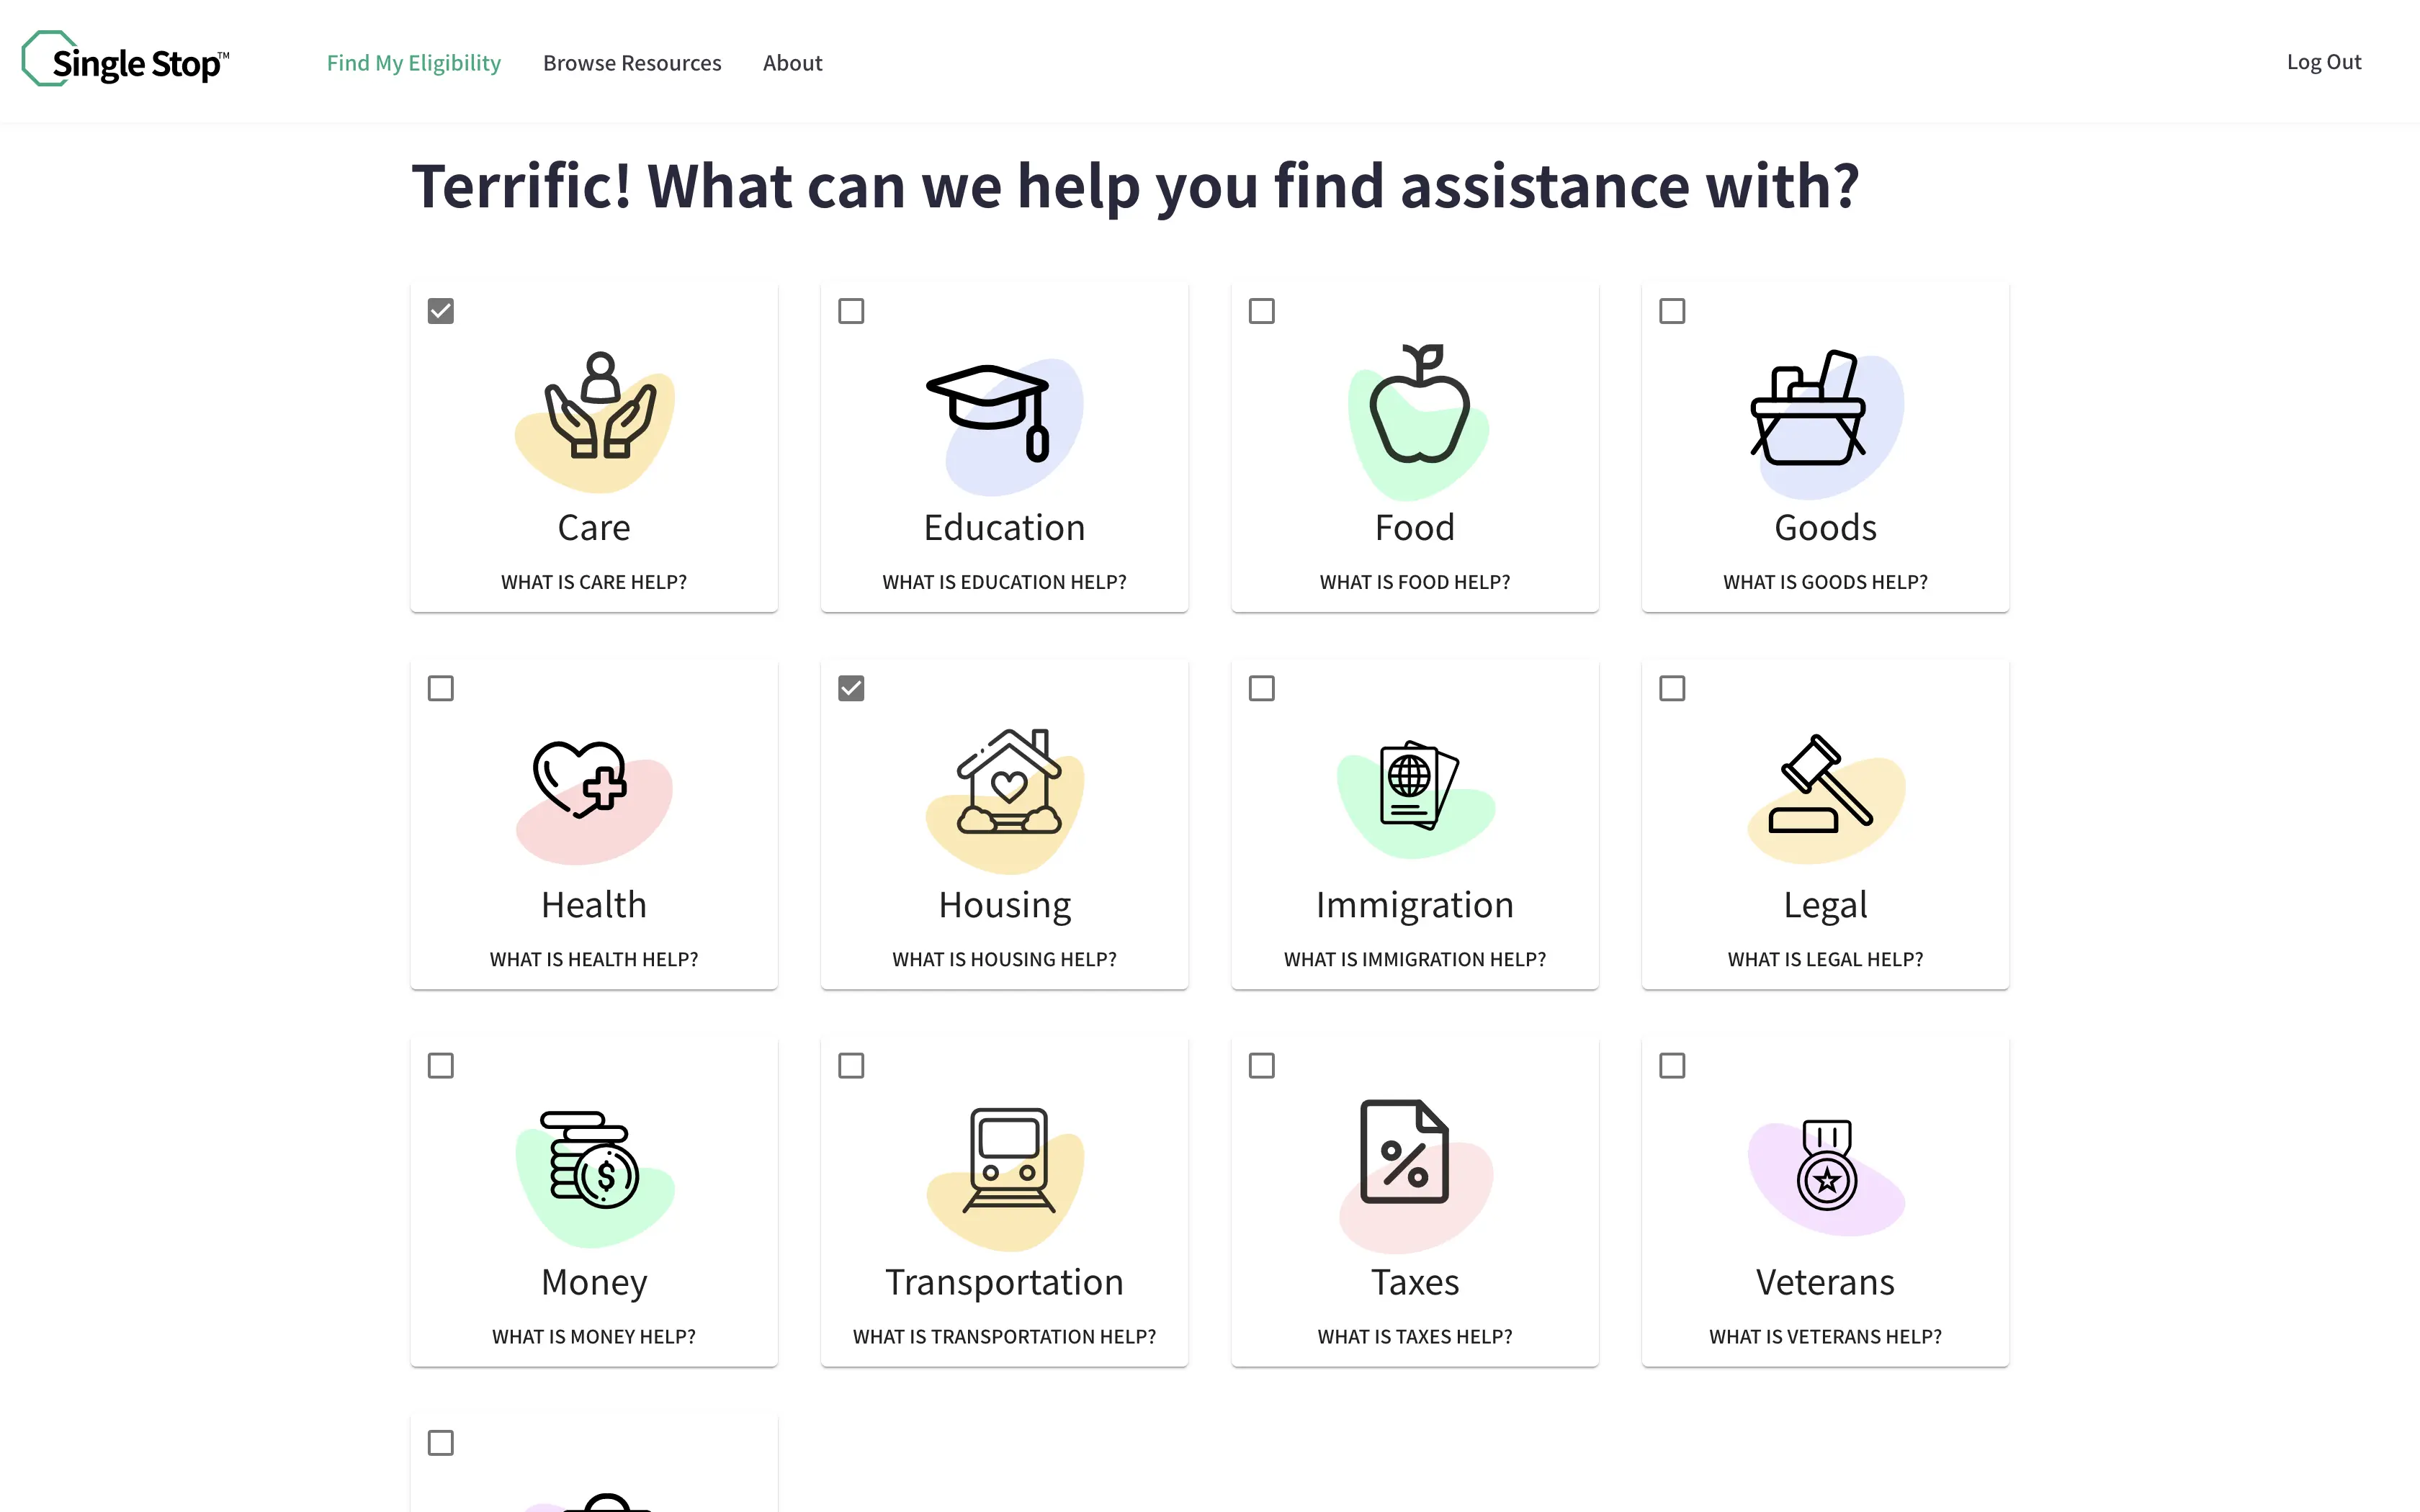 Single Stop™
Find My Eligibility
Browse Resources
About
Log Out
Terrific! What can we help you find assistance with?
Care
WHAT IS CARE HELP?
Education
WHAT IS EDUCATION HELP?
Food
WHAT IS FOOD HELP?
Goods
WHAT IS GOODS HELP?
Health
WHAT IS HEALTH HELP?
Housing
WHAT IS HOUSING HELP?
Immigration
WHAT IS IMMIGRATION HELP?
Legal
WHAT IS LEGAL HELP?
Money
WHAT IS MONEY HELP?
Transportation
WHAT IS TRANSPORTATION HELP?
Taxes
WHAT IS TAXES HELP?
Veterans
WHAT IS VETERANS HELP?